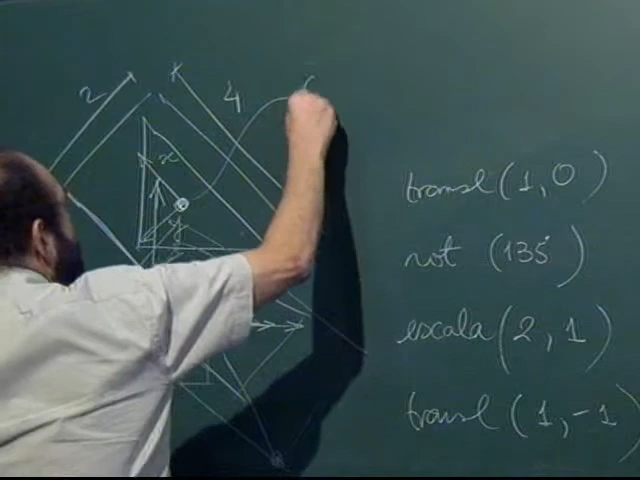 2
4
x
y
transl (1, 0)
rot (135)
escala (2, 1)
transl (1, -1)